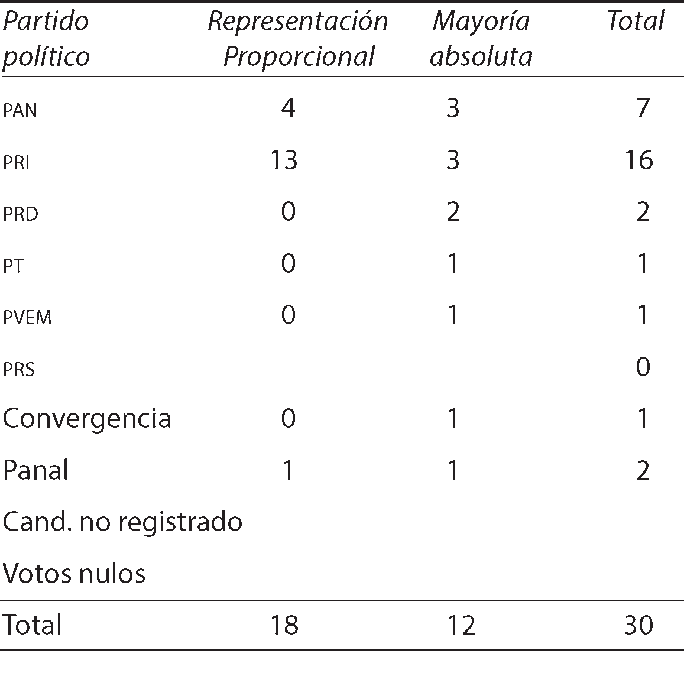 Partido Representación Mayoría Total
político Proporcional absoluta
PAN 4 3 7
PRI 13 3 16
PRD 0 2 2
PT 0 1 1
PVEM 0 1 1
PRS 0
Convergencia 0 1 1
Panal 1 1 2
Cand. no registrado
Votos nulos
Total 18 12 30